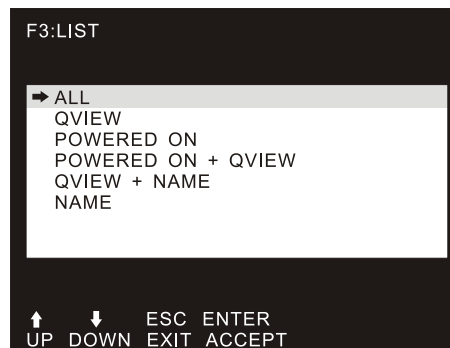 F3:LIST
➡ ALL
QVIEW
POWERED ON
POWERED ON + QVIEW
QVIEW + NAME
NAME
⬆ ⬇ ESC ENTER
UP DOWN EXIT ACCEPT